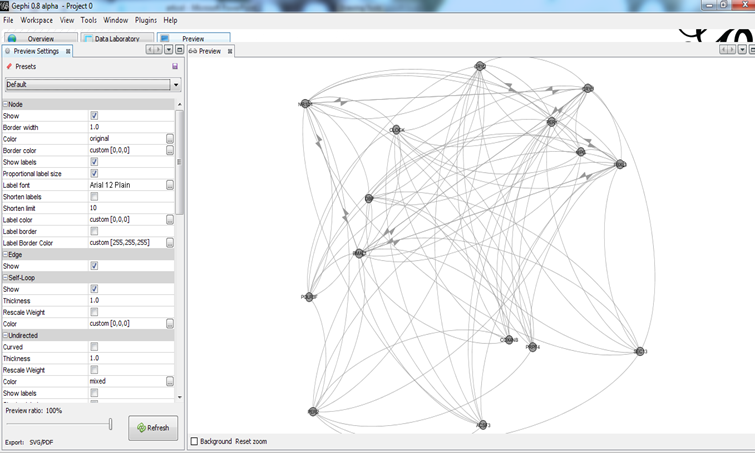 Gephi 0.8 alpha - Project 0
File Workspace View Tools Window Plugins Help
Overview Data Laboratory Preview
Preview Settings
Preview
Presets
Default
Node
Show
Border width 1.0
Color original
Border color custom [0,0,0]
Show labels
Proportional label size
Label font Arial 12 Plain
Shorten labels
Shorten limit 10
Label color custom [0,0,0]
Label border
Label Border Color custom [255,255,255]
Edge
Show
Self-Loop
Show
Thickness 1.0
Rescale Weight
Color custom [0,0,0]
Undirected
Curved
Thickness 1.0
Rescale Weight
Color mixed
Show labels
Preview ratio: 100%
Refresh
Export: SVG/PDF
Background Reset zoom
CLOCK